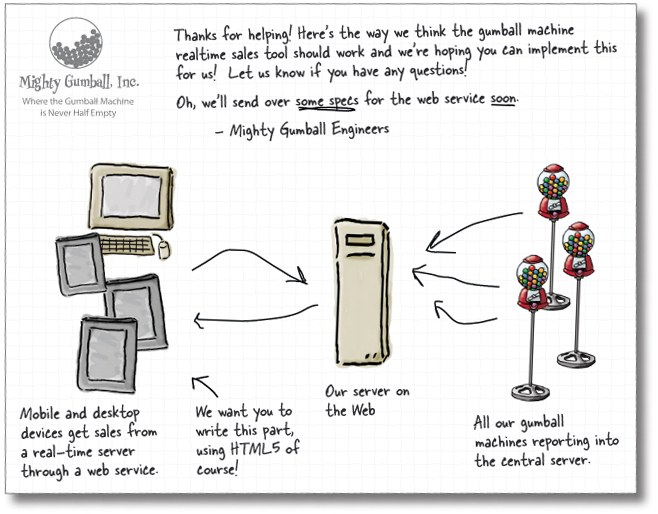 Mighty Gumball, Inc.
Where the Gumball Machine
is Never Half Empty
Thanks for helping! Here's the way we think the gumball machine
realtime sales tool should work and we're hoping you can implement this
for us! Let us know if you have any questions!
Oh, we'll send over some specs for the web service soon.
– Mighty Gumball Engineers
Mobile and desktop
devices get sales from
a real-time server
through a web service.
We want you to
write this part,
using HTML5 of
course!
Our server on
the Web
All our gumball
machines reporting into
the central server.